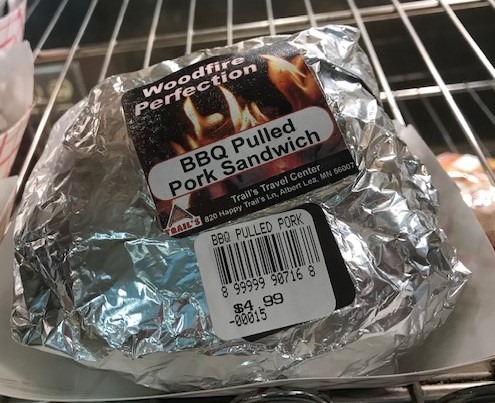 Woodfire
Perfection
BBQ Pulled
Pork Sandwich
Trail's Travel Center
820 Happy Trail's Ln, Albert Lea, MN 56007
TRAIL'S
BBQ PULLED PORK
8 99999 90716 8
$4.99
-00015